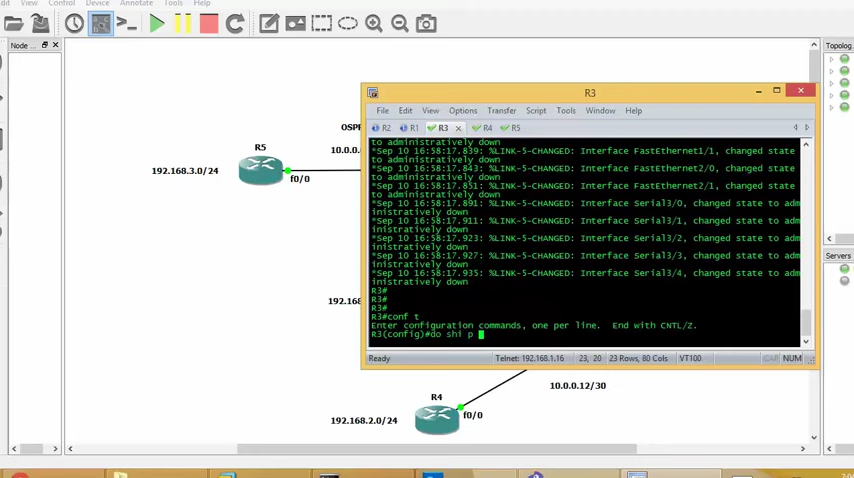 View Control Device Annotate Tools Help
Node ...
Topolog
R5
OSP
10.0.0.
192.168.3.0/24
f0/0
192.168.
R4
10.0.0.12/30
192.168.2.0/24
f0/0
Servers
R3
File Edit View Options Transfer Script Tools Window Help
R2 R1 R3 R4 R5
to administratively down
*Sep 10 16:58:17.839: %LINK-5-CHANGED: Interface FastEthernet1/1, changed state
to administratively down
*Sep 10 16:58:17.843: %LINK-5-CHANGED: Interface FastEthernet2/0, changed state
to administratively down
*Sep 10 16:58:17.851: %LINK-5-CHANGED: Interface FastEthernet2/1, changed state
to administratively down
*Sep 10 16:58:17.891: %LINK-5-CHANGED: Interface Serial3/0, changed state to adm
inistratively down
*Sep 10 16:58:17.911: %LINK-5-CHANGED: Interface Serial3/1, changed state to adm
inistratively down
*Sep 10 16:58:17.923: %LINK-5-CHANGED: Interface Serial3/2, changed state to adm
inistratively down
*Sep 10 16:58:17.927: %LINK-5-CHANGED: Interface Serial3/3, changed state to adm
inistratively down
*Sep 10 16:58:17.935: %LINK-5-CHANGED: Interface Serial3/4, changed state to adm
inistratively down
R3#
R3#
R3#
R3#conf t
Enter configuration commands, one per line. End with CNTL/Z.
R3(config)#do shi p
Ready Telnet: 192.168.1.16 23, 20 23 Rows, 80 Cols VT100 CAP NUM